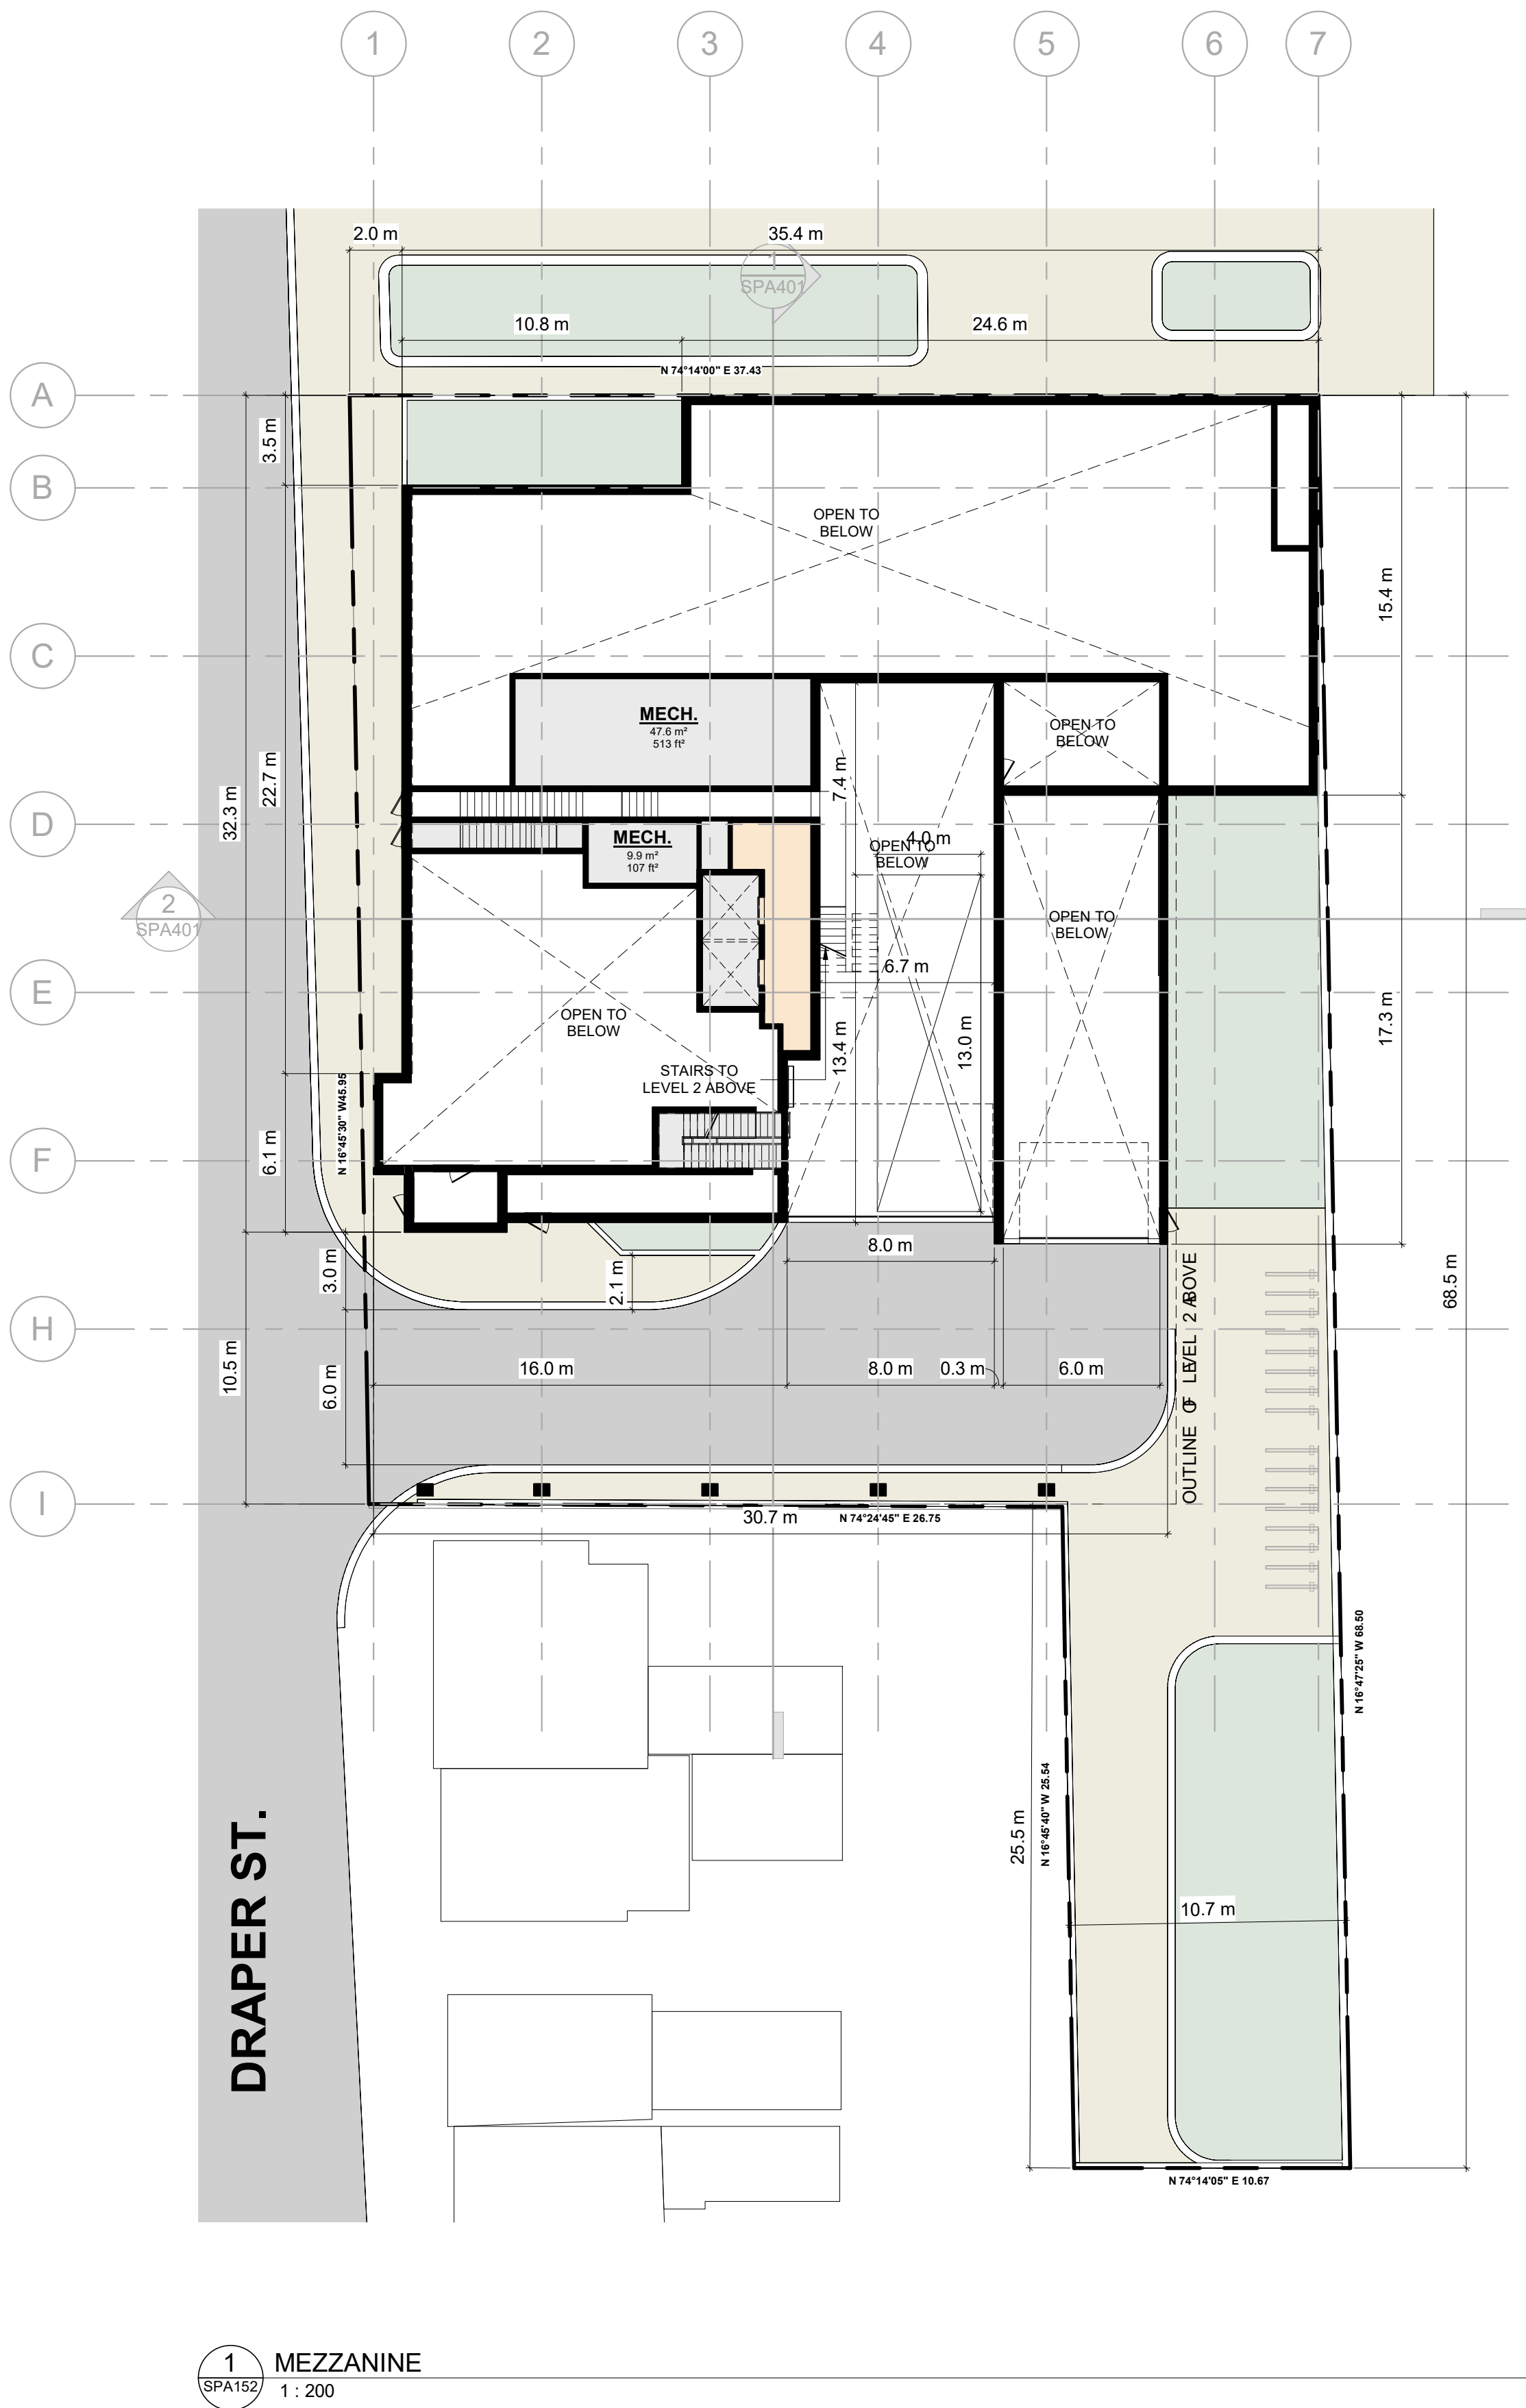 1
2
3
4
5
6
7
2.0 m
35.4 m
1
SPA401
10.8 m
24.6 m
N 74°14'00" E 37.43
A
3.5 m
B
OPEN TO
BELOW
15.4 m
C
MECH.
47.6 m²
513 ft²
OPEN TO
BELOW
22.7 m
7.4 m
32.3 m
D
MECH.
9.9 m²
107 ft²
4.0 m
OPEN TO
BELOW
2
SPA401
OPEN TO
BELOW
6.7 m
E
OPEN TO
BELOW
17.3 m
13.4 m
13.0 m
STAIRS TO
LEVEL 2 ABOVE
N 16°45'30" W45.95
6.1 m
F
8.0 m
3.0 m
2.1 m
68.5 m
OUTLINE OF LEVEL 2 ABOVE
H
10.5 m
6.0 m
16.0 m
8.0 m
0.3 m
6.0 m
I
30.7 m
N 74°24'45" E 26.75
N 16°47'25" W 68.50
25.5 m
N 16°45'40" W 25.54
10.7 m
DRAPER ST.
N 74°14'05" E 10.67
1
SPA152
MEZZANINE
1 : 200